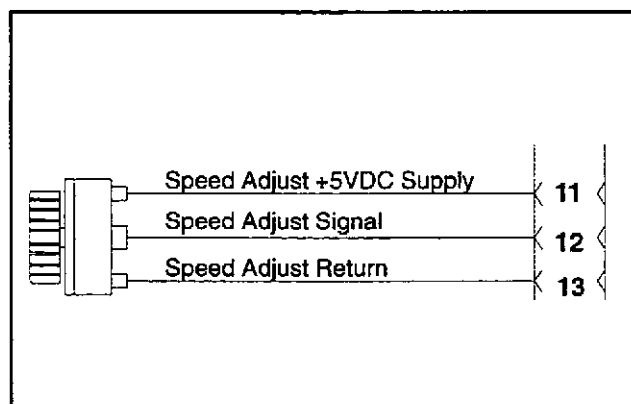 Speed Adjust +5VDC Supply 11
Speed Adjust Signal 12
Speed Adjust Return 13